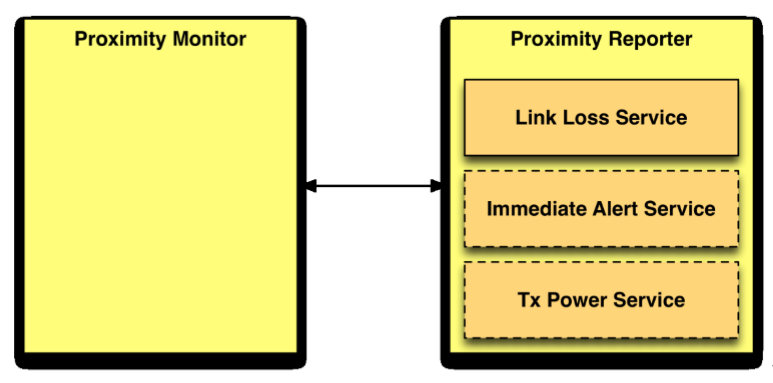 Proximity Monitor
Proximity Reporter
Link Loss Service
Immediate Alert Service
Tx Power Service